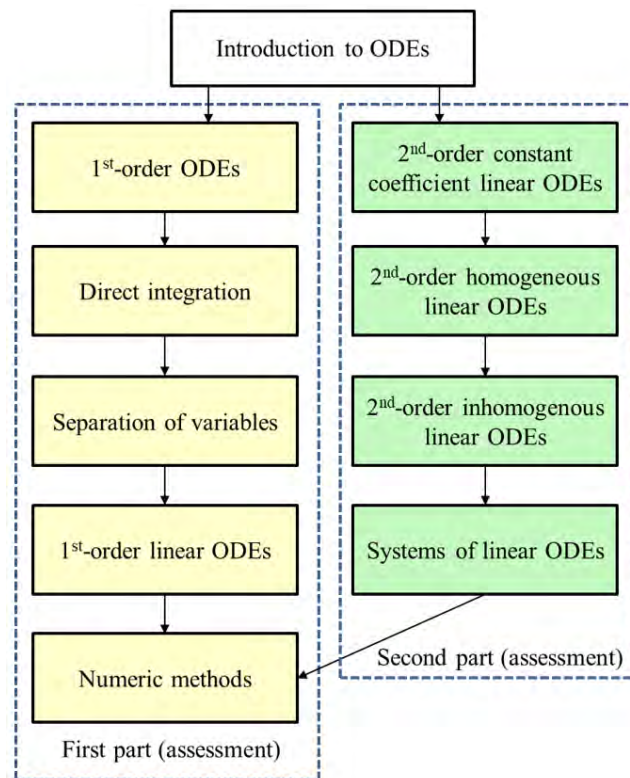 Introduction to ODEs
1st-order ODEs
Direct integration
Separation of variables
1st-order linear ODEs
Numeric methods
First part (assessment)
2nd-order constant
coefficient linear ODEs
2nd-order homogeneous
linear ODEs
2nd-order inhomogenous
linear ODEs
Systems of linear ODEs
Second part (assessment)